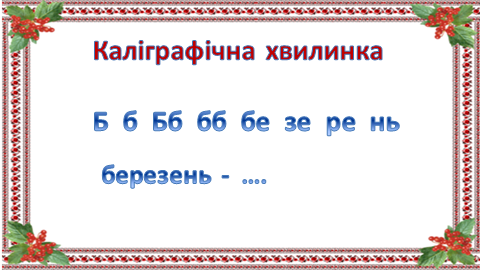 Каліграфічна хвилинка
Б б Бб бб бе зе ре нь
березень - ....